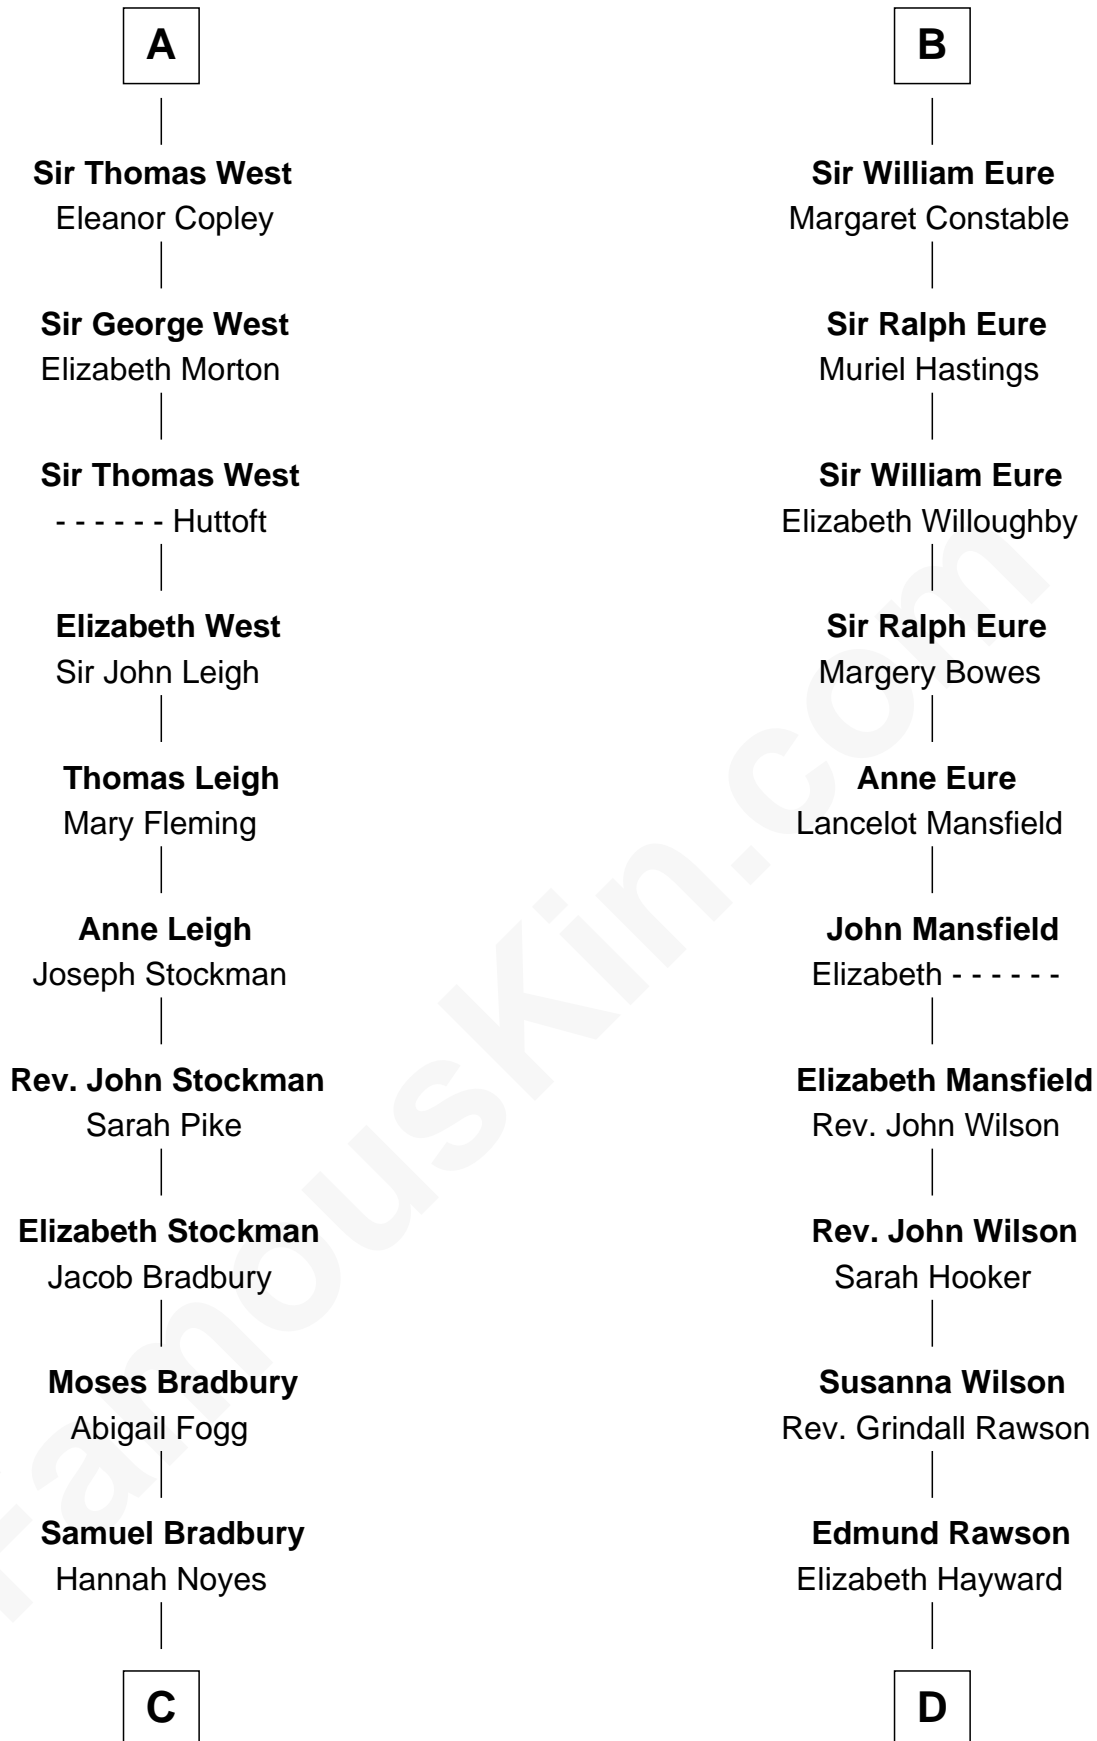 A
Sir Thomas West
Eleanor Copley
Sir George West
Elizabeth Morton
Sir Thomas West
- - - - - - Huttoft
Elizabeth West
Sir John Leigh
Thomas Leigh
Mary Fleming
Anne Leigh
Joseph Stockman
Rev. John Stockman
Sarah Pike
Elizabeth Stockman
Jacob Bradbury
Moses Bradbury
Abigail Fogg
Samuel Bradbury
Hannah Noyes
C
B
Sir William Eure
Margaret Constable
Sir Ralph Eure
Muriel Hastings
Sir William Eure
Elizabeth Willoughby
Sir Ralph Eure
Margery Bowes
Anne Eure
Lancelot Mansfield
John Mansfield
Elizabeth - - - - - -
Elizabeth Mansfield
Rev. John Wilson
Rev. John Wilson
Sarah Hooker
Susanna Wilson
Rev. Grindall Rawson
Edmund Rawson
Elizabeth Hayward
D
FamousKin.com